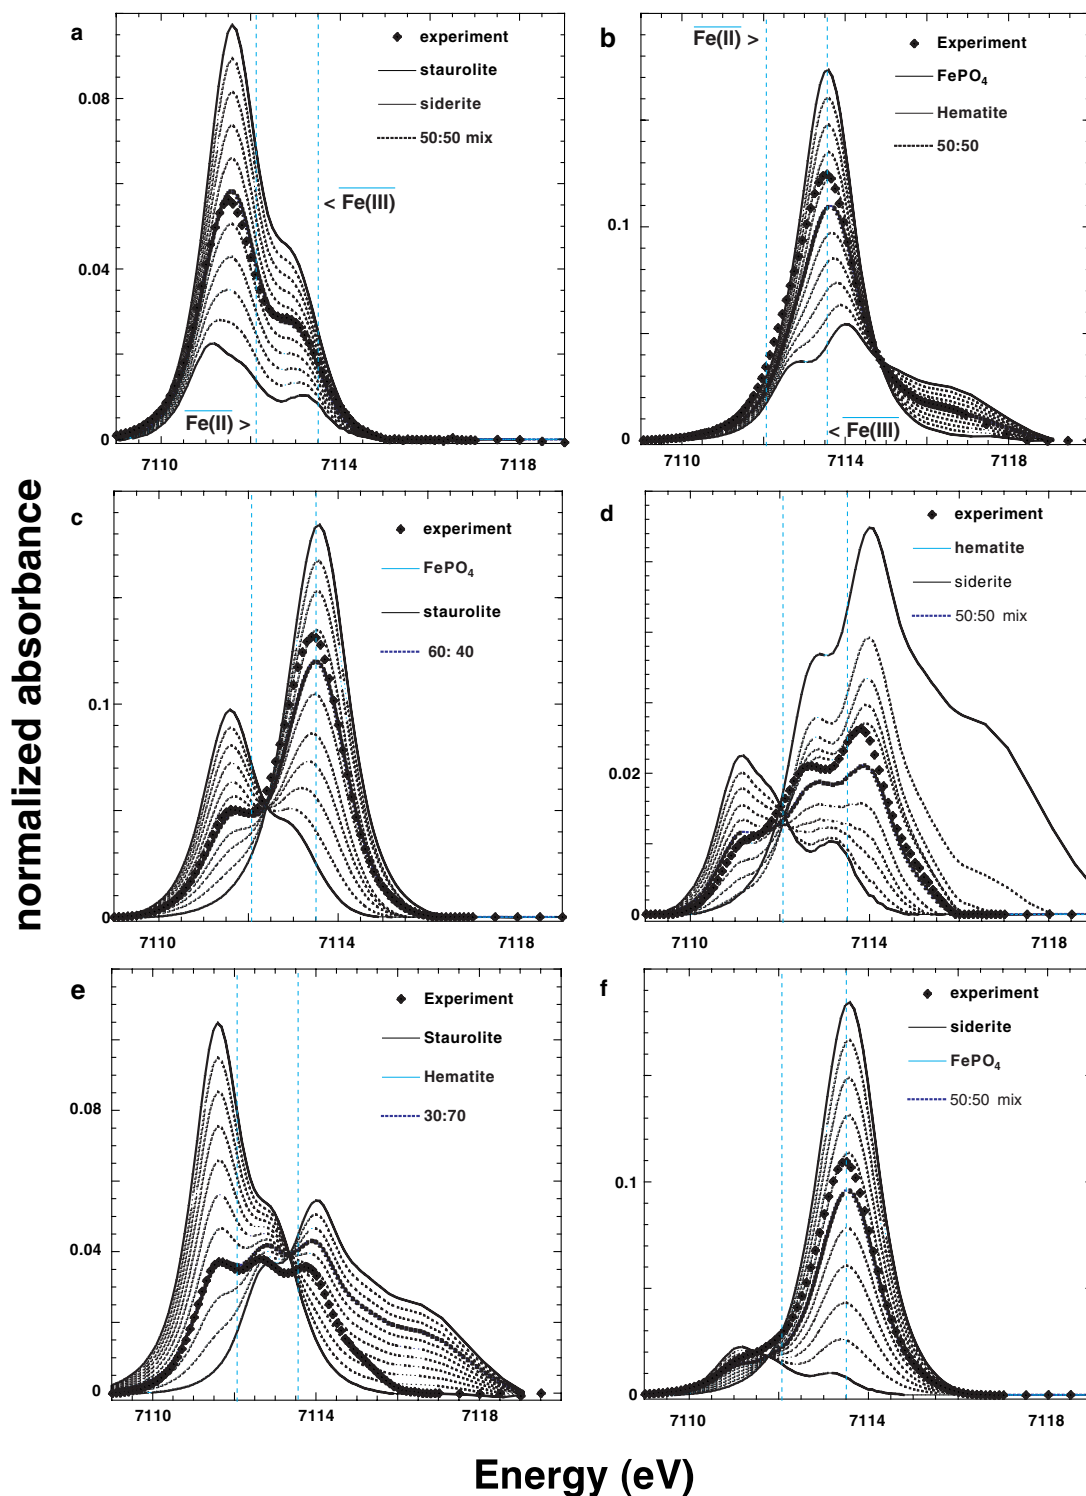 a
experiment
staurolite
siderite
50:50 mix
< Fe(III)
Fe(II) >
0.08
0.04
0
7110 7114 7118
b
Fe(II) >
Experiment
FePO4
Hematite
50:50
< Fe(III)
0.1
0
7110 7114 7118
normalized absorbance
c
experiment
FePO4
staurolite
60: 40
0.1
0
7110 7114 7118
d
experiment
hematite
siderite
50:50 mix
0.02
0
7110 7114 7118
e
Experiment
Staurolite
Hematite
30:70
0.08
0.04
0
7110 7114 7118
f
experiment
siderite
FePO4
50:50 mix
0.1
0
7110 7114 7118
Energy (eV)